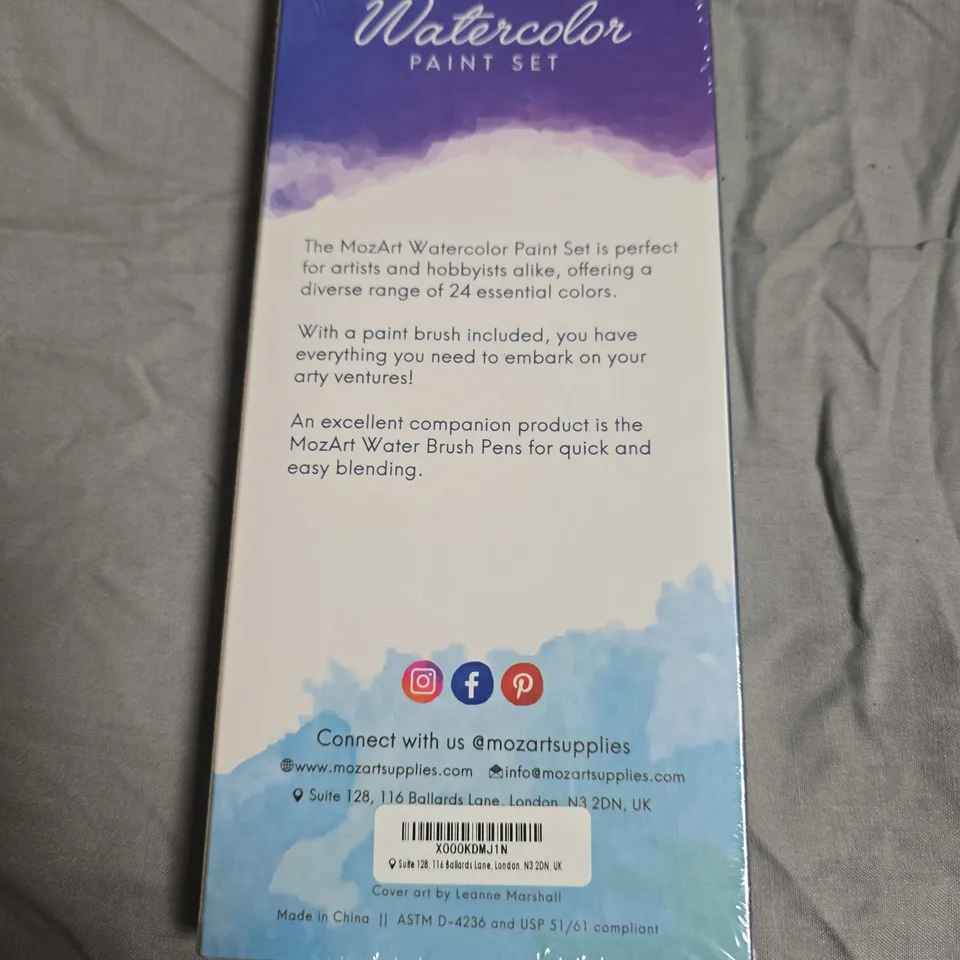 Watercolor
PAINT SET
The MozArt Watercolor Paint Set is perfect
for artists and hobbyists alike, offering a
diverse range of 24 essential colors.
With a paint brush included, you have
everything you need to embark on your
arty ventures!
An excellent companion product is the
MozArt Water Brush Pens for quick and
easy blending.
Connect with us @mozartsupplies
www.mozartsupplies.com info@mozartsupplies.com
Suite 128, 116 Ballards Lane, London, N3 2DN, UK
X000KDMJ1N
Suite 128, 116 Ballards Lane, London, N3 2DN, UK
Cover art by Leanne Marshall
Made in China || ASTM D-4236 and USP 51/61 compliant